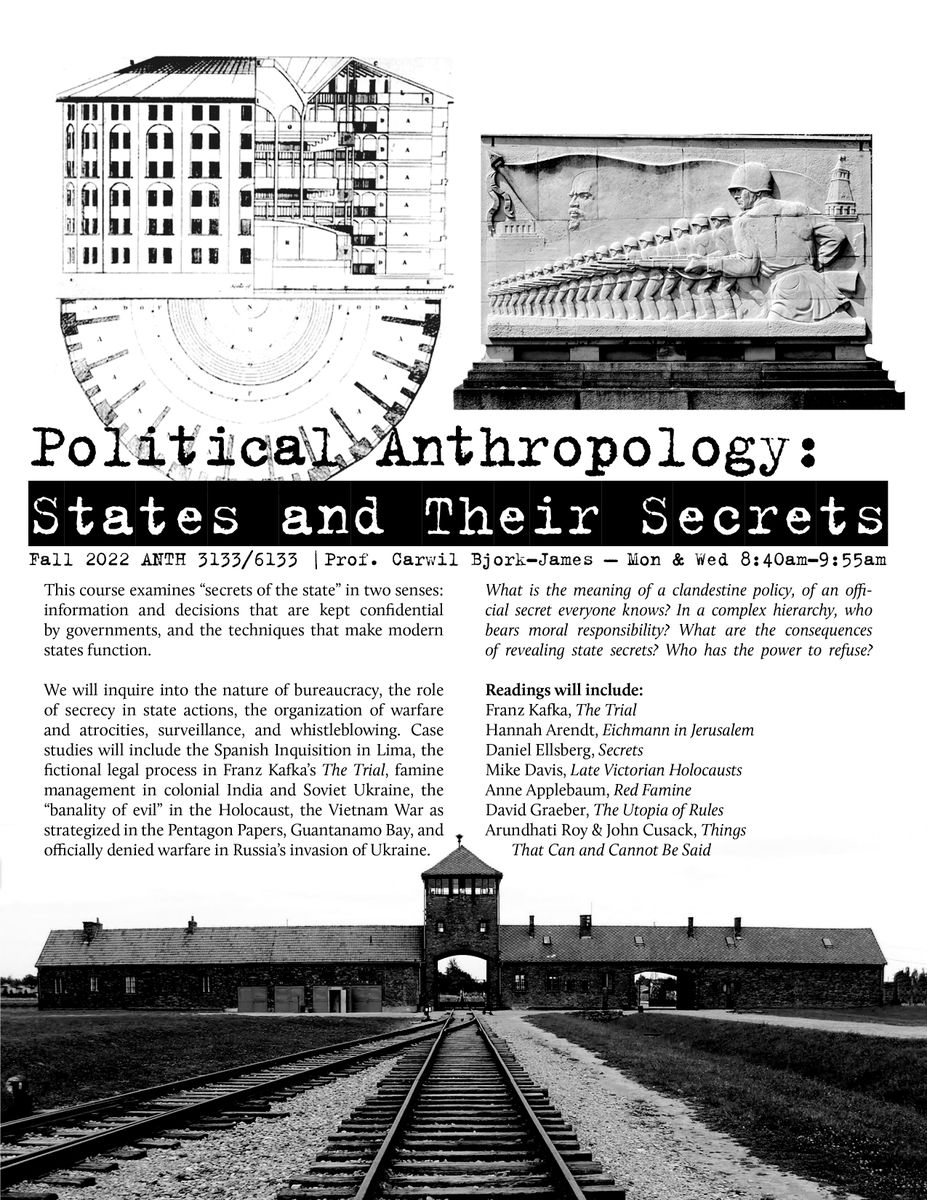 Political Anthropology:
States and Their Secrets
Fall 2022 ANTH 3133/6133 | Prof. Carwil Bjork-James — Mon & Wed 8:40am-9:55am
This course examines “secrets of the state” in two senses:
information and decisions that are kept confidential
by governments, and the techniques that make modern
states function.
We will inquire into the nature of bureaucracy, the role
of secrecy in state actions, the organization of warfare
and atrocities, surveillance, and whistleblowing. Case
studies will include the Spanish Inquisition in Lima, the
fictional legal process in Franz Kafka’s The Trial, famine
management in colonial India and Soviet Ukraine, the
“banality of evil” in the Holocaust, the Vietnam War as
strategized in the Pentagon Papers, Guantanamo Bay, and
officially denied warfare in Russia’s invasion of Ukraine.
What is the meaning of a clandestine policy, of an offi-
cial secret everyone knows? In a complex hierarchy, who
bears moral responsibility? What are the consequences
of revealing state secrets? Who has the power to refuse?
Readings will include:
Franz Kafka, The Trial
Hannah Arendt, Eichmann in Jerusalem
Daniel Ellsberg, Secrets
Mike Davis, Late Victorian Holocausts
Anne Applebaum, Red Famine
David Graeber, The Utopia of Rules
Arundhati Roy & John Cusack, Things
That Can and Cannot Be Said